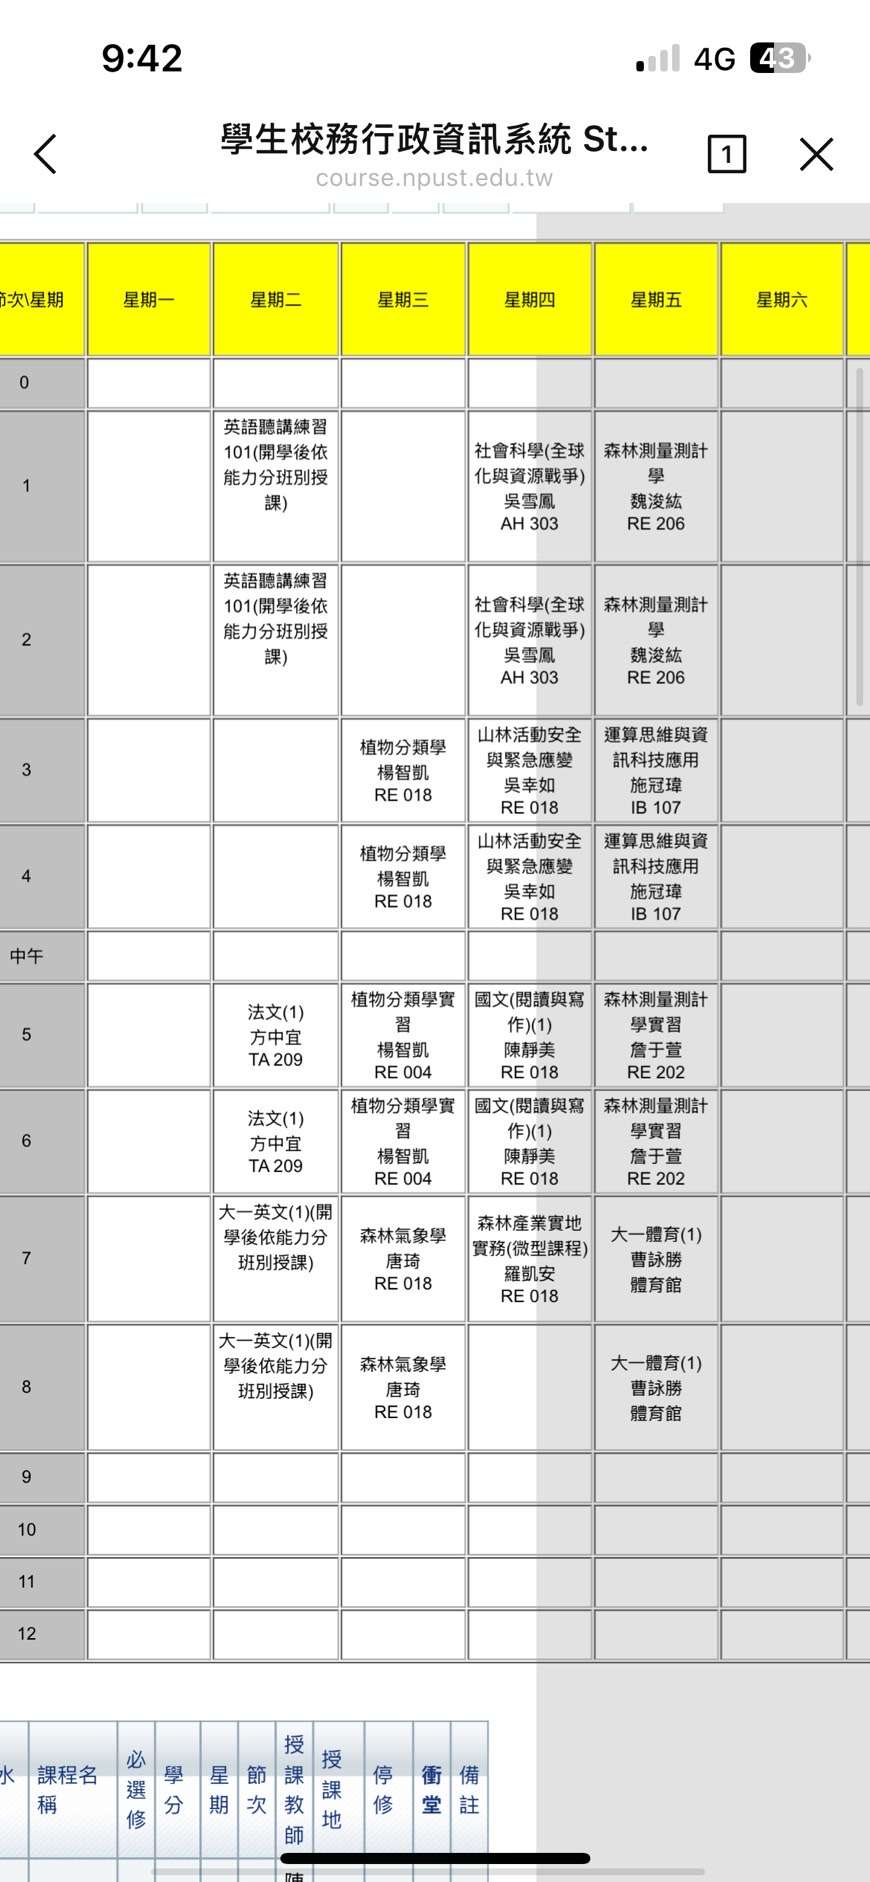 9:42
4G 43
學生校務行政資訊系統 St...
course.npust.edu.tw
1
節次\星期 星期一 星期二 星期三 星期四 星期五 星期六
0
1
英語聽講練習
101(開學後依
能力分班別授
課)
社會科學(全球
化與資源戰爭)
吳雪鳳
AH 303
森林測量測計
學
魏浚紘
RE 206
2
英語聽講練習
101(開學後依
能力分班別授
課)
社會科學(全球
化與資源戰爭)
吳雪鳳
AH 303
森林測量測計
學
魏浚紘
RE 206
3
植物分類學
楊智凱
RE 018
山林活動安全
與緊急應變
吳幸如
RE 018
運算思維與資
訊科技應用
施冠瑋
IB 107
4
植物分類學
楊智凱
RE 018
山林活動安全
與緊急應變
吳幸如
RE 018
運算思維與資
訊科技應用
施冠瑋
IB 107
中午
5
法文(1)
方中宜
TA 209
植物分類學實
習
楊智凱
RE 004
國文(閱讀與寫
作)(1)
陳靜美
RE 018
森林測量測計
學實習
詹于萱
RE 202
6
法文(1)
方中宜
TA 209
植物分類學實
習
楊智凱
RE 004
國文(閱讀與寫
作)(1)
陳靜美
RE 018
森林測量測計
學實習
詹于萱
RE 202
7
大一英文(1)(開
學後依能力分
班別授課)
森林氣象學
唐琦
RE 018
森林產業實地
實務(微型課程)
羅凱安
RE 018
大一體育(1)
曹詠勝
體育館
8
大一英文(1)(開
學後依能力分
班別授課)
森林氣象學
唐琦
RE 018
大一體育(1)
曹詠勝
體育館
9
10
11
12
水
課程名
稱
必
選
修
學
分
星
期
節
次
授
課
教
師
授
課
地
停
修
衝
堂
備
註